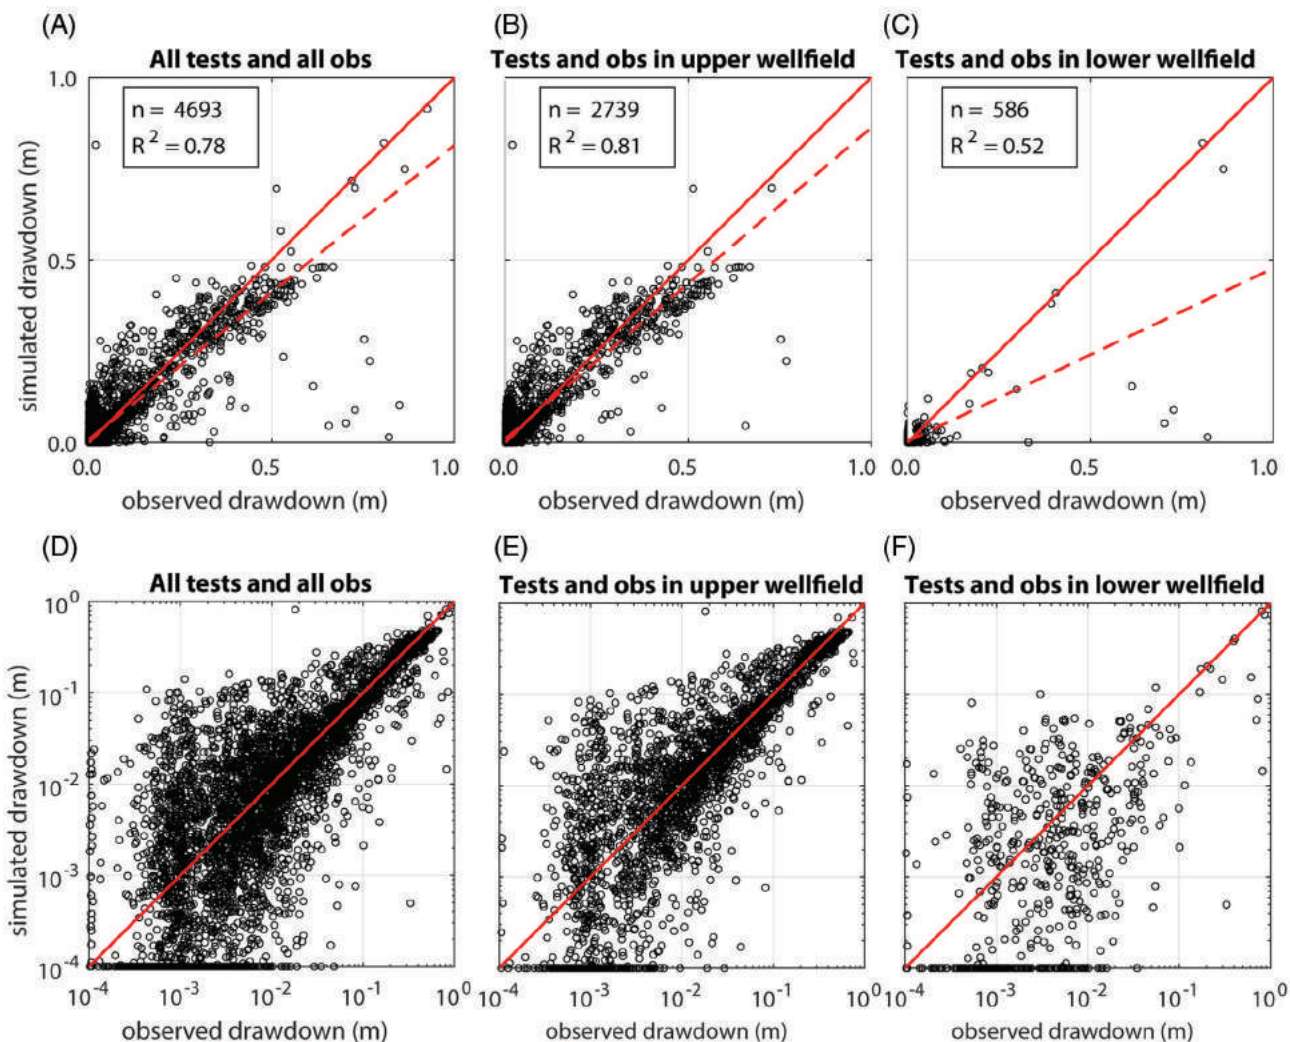 (A)
All tests and all obs
1.0
n = 4693
R² = 0.78
0.5
0.0
simulated drawdown (m)
0.0
0.5
1.0
observed drawdown (m)
(B)
Tests and obs in upper wellfield
n = 2739
R² = 0.81
0.0
0.5
1.0
observed drawdown (m)
(C)
Tests and obs in lower wellfield
n = 586
R² = 0.52
0.0
0.5
1.0
observed drawdown (m)
(D)
All tests and all obs
10⁰
10⁻¹
10⁻²
10⁻³
10⁻⁴
simulated drawdown (m)
10⁻⁴
10⁻³
10⁻²
10⁻¹
10⁰
observed drawdown (m)
(E)
Tests and obs in upper wellfield
10⁻⁴
10⁻³
10⁻²
10⁻¹
10⁰
observed drawdown (m)
(F)
Tests and obs in lower wellfield
10⁻⁴
10⁻³
10⁻²
10⁻¹
10⁰
observed drawdown (m)